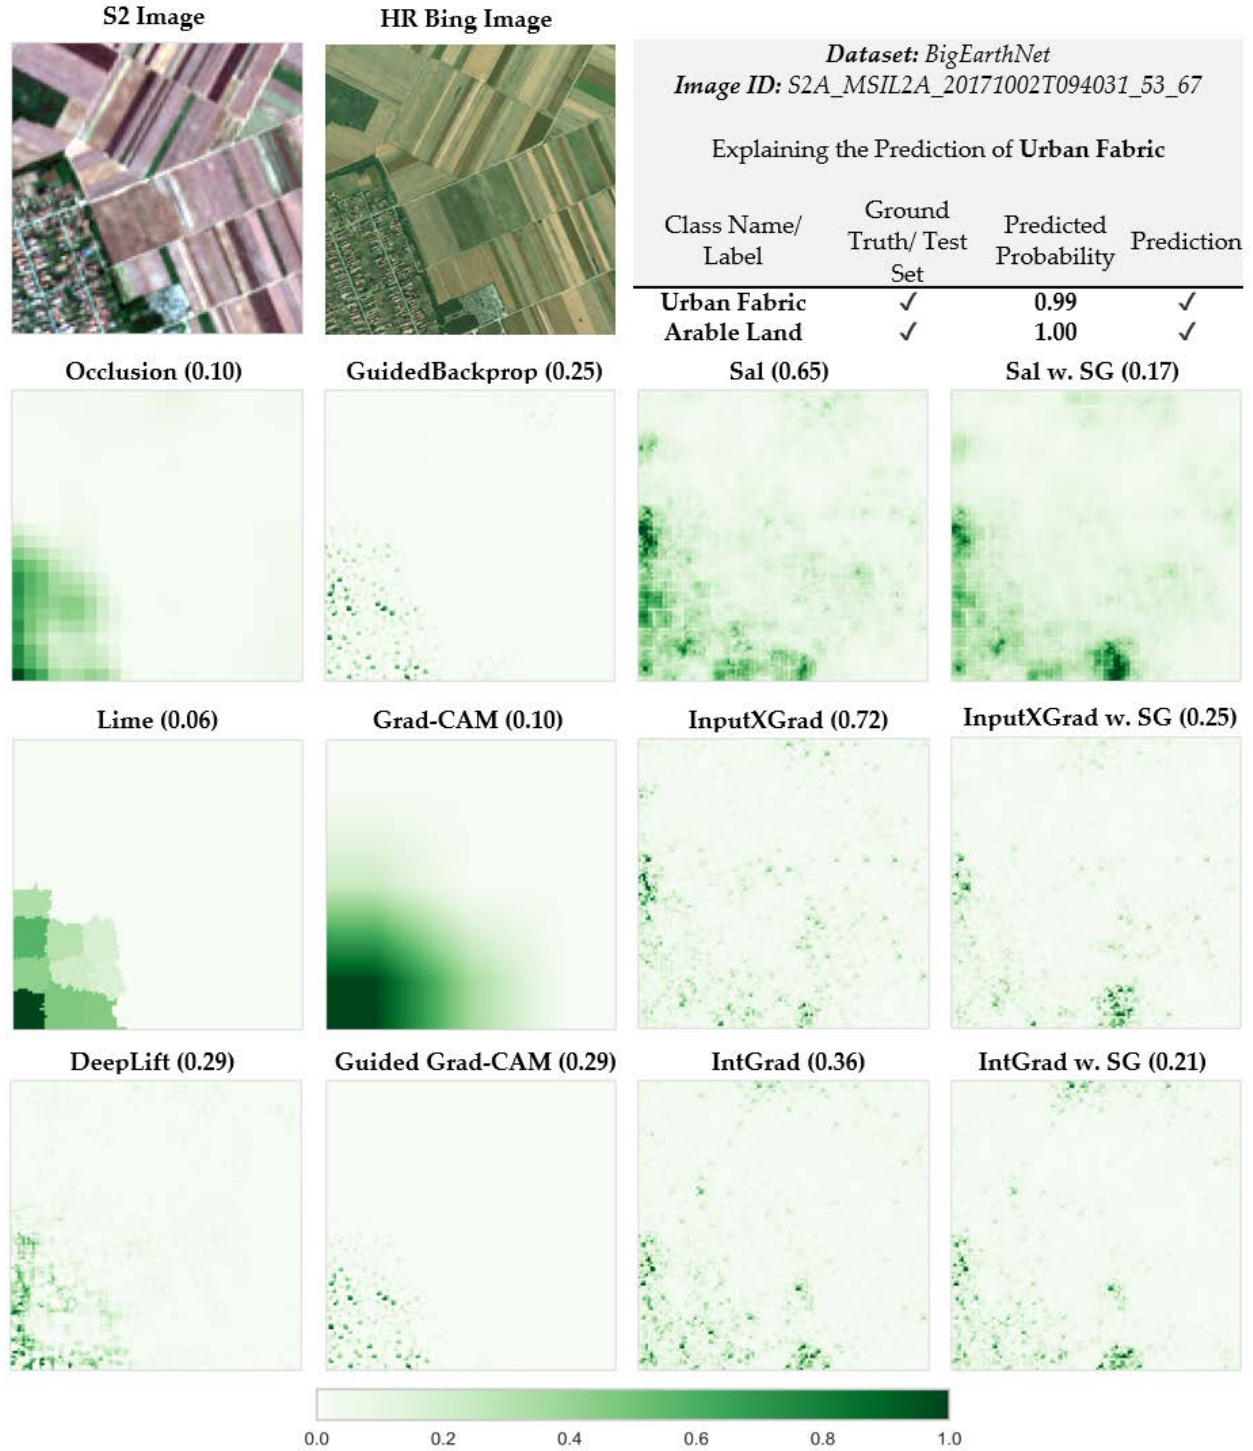 S2 Image
HR Bing Image
Dataset: BigEarthNet
Image ID: S2A_MSIL2A_20171002T094031_53_67
Explaining the Prediction of Urban Fabric
Class Name/ Label
Ground Truth/ Test Set
Predicted Probability
Prediction
Urban Fabric ✓ 0.99 ✓
Arable Land ✓ 1.00 ✓
Occlusion (0.10)
GuidedBackprop (0.25)
Sal (0.65)
Sal w. SG (0.17)
Lime (0.06)
Grad-CAM (0.10)
InputXGrad (0.72)
InputXGrad w. SG (0.25)
DeepLift (0.29)
Guided Grad-CAM (0.29)
IntGrad (0.36)
IntGrad w. SG (0.21)
0.0 0.2 0.4 0.6 0.8 1.0